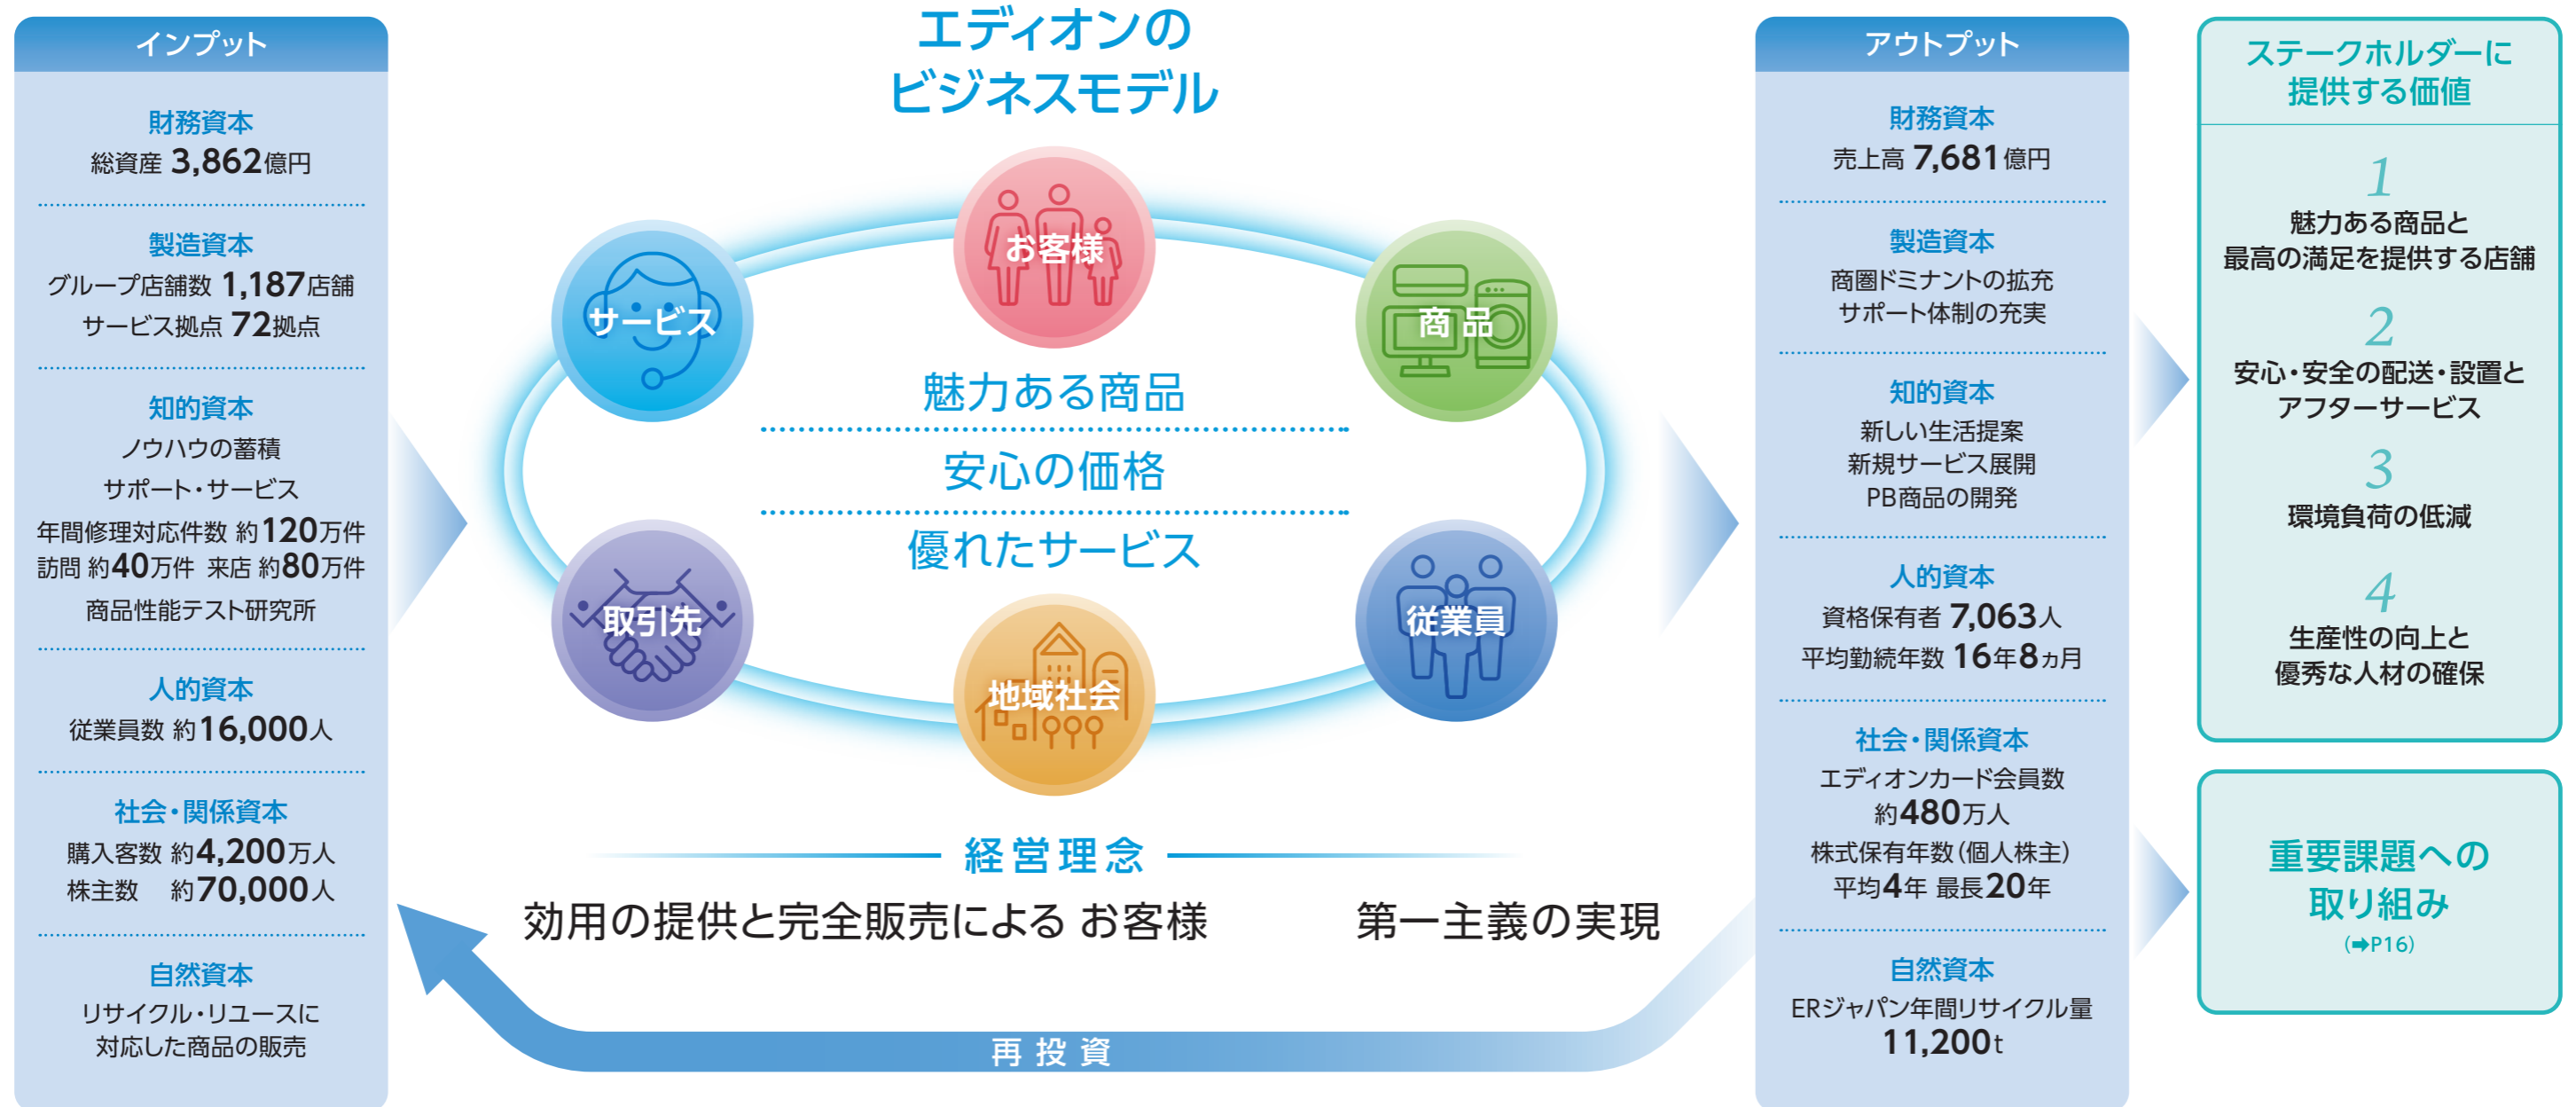 インプット
財務資本
総資産 3,862億円
製造資本
グループ店舗数 1,187店舗
サービス拠点 72拠点
知的資本
ノウハウの蓄積
サポート・サービス
年間修理対応件数 約120万件
訪問 約40万件 来店 約80万件
商品性能テスト研究所
人的資本
従業員数 約16,000人
社会・関係資本
購入客数 約4,200万人
株主数 約70,000人
自然資本
リサイクル・リユースに
対応した商品の販売
エディオンの
ビジネスモデル
お客様
サービス
商品
魅力ある商品
安心の価格
優れたサービス
取引先
従業員
地域社会
経営理念
効用の提供と完全販売による お客様 第一主義の実現
再投資
アウトプット
財務資本
売上高 7,681億円
製造資本
商圏ドミナントの拡充
サポート体制の充実
知的資本
新しい生活提案
新規サービス展開
PB商品の開発
人的資本
資格保有者 7,063人
平均勤続年数 16年8ヵ月
社会・関係資本
エディオンカード会員数
約480万人
株式保有年数(個人株主)
平均4年 最長20年
自然資本
ERジャパン年間リサイクル量
11,200t
ステークホルダーに
提供する価値
1
魅力ある商品と
最高の満足を提供する店舗
2
安心・安全の配送・設置と
アフターサービス
3
環境負荷の低減
4
生産性の向上と
優秀な人材の確保
重要課題への
取り組み
(➡P16)